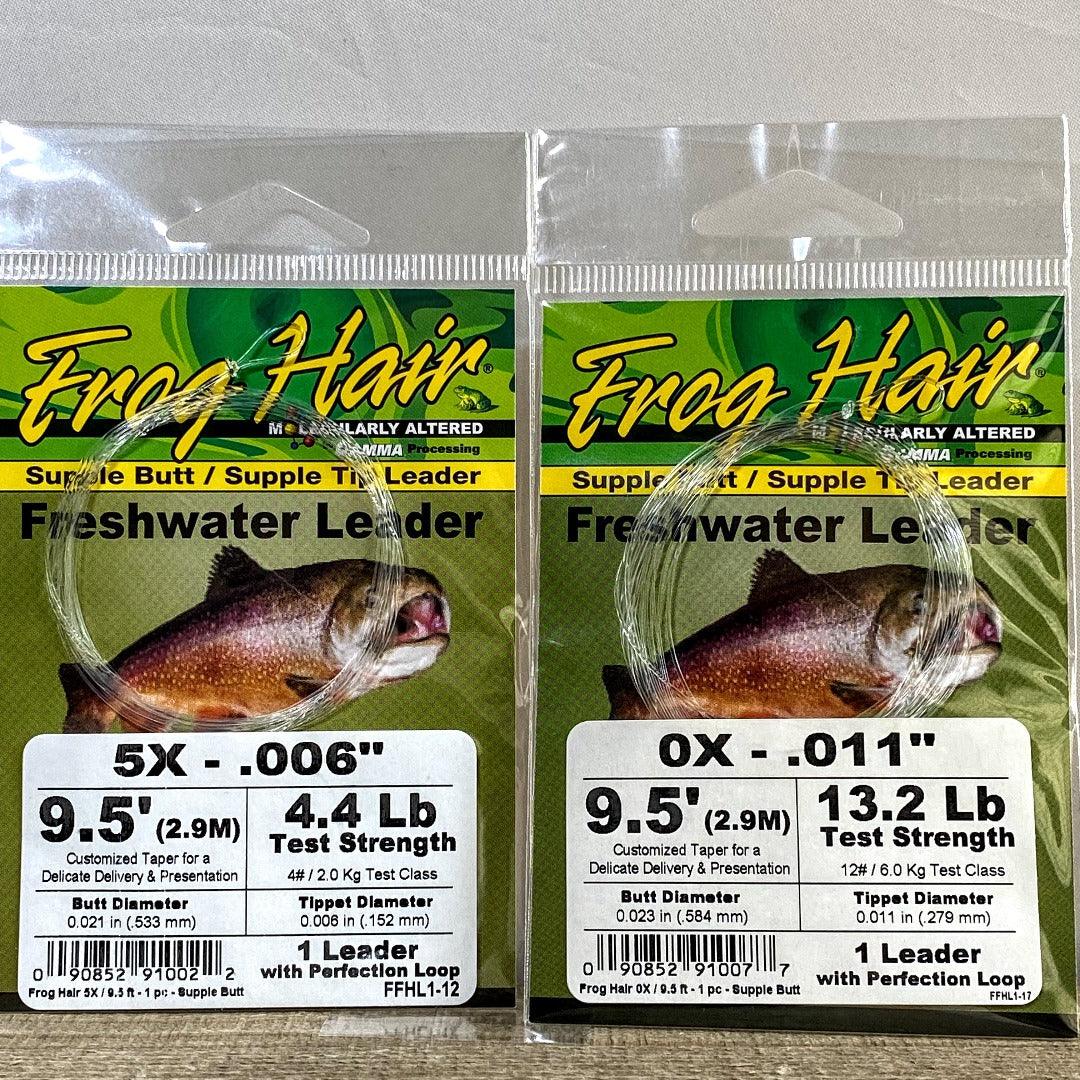 Frog Hair®
MOLECULARLY ALTERED
GAMMA Processing
Supple Butt / Supple Tip Leader
Freshwater Leader
5X - .006"
9.5' (2.9M)
Customized Taper for a
Delicate Delivery & Presentation
4.4 Lb
Test Strength
4# / 2.0 Kg Test Class
Butt Diameter
0.021 in (.533 mm)
Tippet Diameter
0.006 in (.152 mm)
0 90852 91002 2
Frog Hair 5X / 9.5 ft - 1 pc - Supple Butt
1 Leader
with Perfection Loop
FFHL1-12
Frog Hair®
MOLECULARLY ALTERED
GAMMA Processing
Supple Butt / Supple Tip Leader
Freshwater Leader
0X - .011"
9.5' (2.9M)
Customized Taper for a
Delicate Delivery & Presentation
13.2 Lb
Test Strength
12# / 6.0 Kg Test Class
Butt Diameter
0.023 in (.584 mm)
Tippet Diameter
0.011 in (.279 mm)
0 90852 91007 7
Frog Hair 0X / 9.5 ft - 1 pc - Supple Butt
1 Leader
with Perfection Loop
FFHL1-17